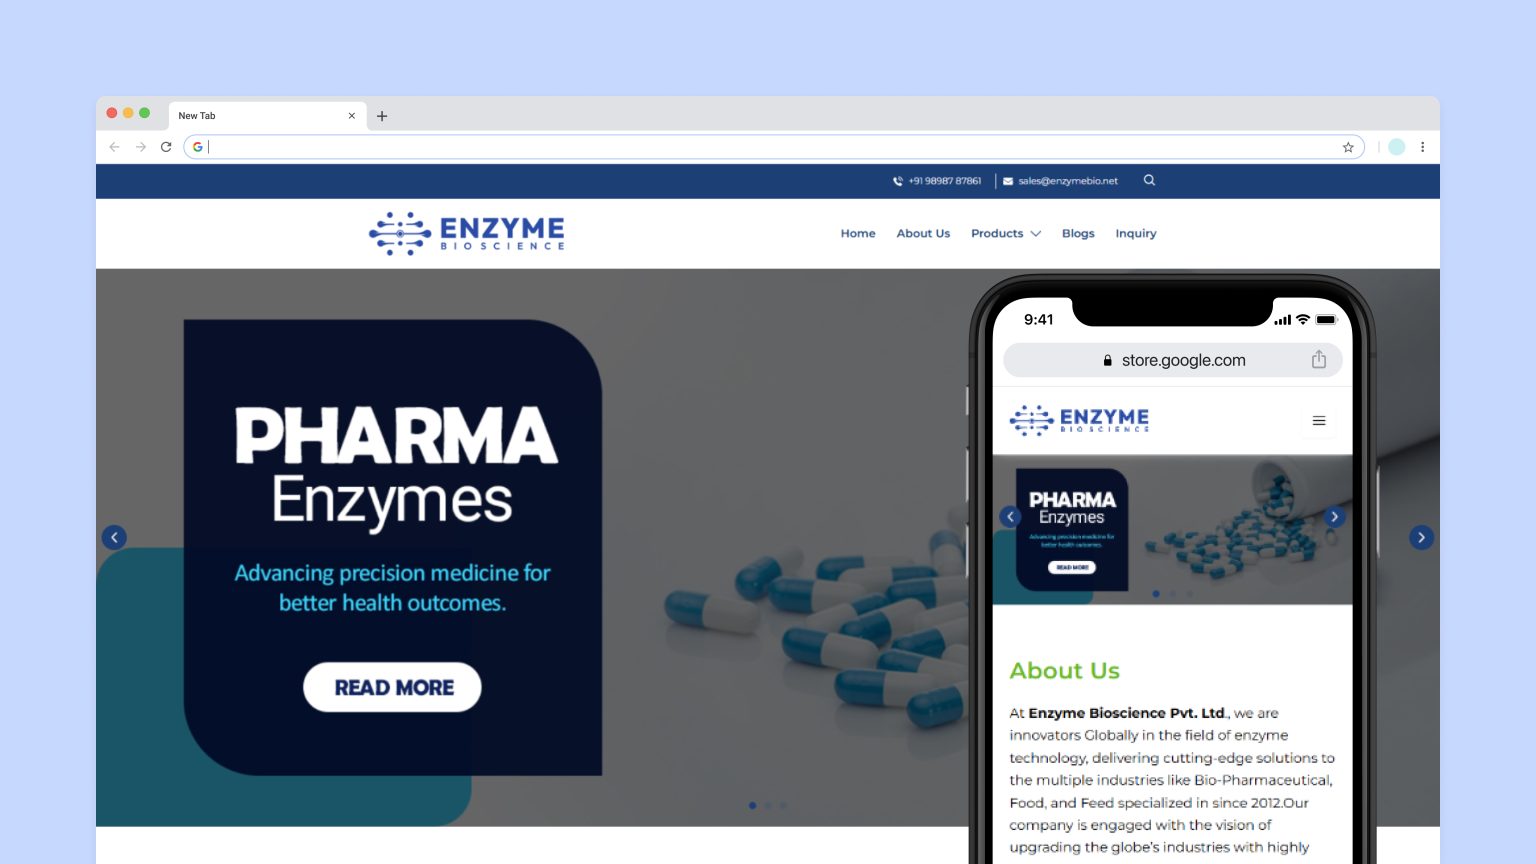 New Tab
+91 98987 87861
sales@enzymebio.net
ENZYME
BIOSCIENCE
Home
About Us
Products
Blogs
Inquiry
PHARMA
Enzymes
Advancing precision medicine for
better health outcomes.
READ MORE
9:41
store.google.com
ENZYME
BIOSCIENCE
PHARMA
Enzymes
Advancing precision medicine for
better health outcomes.
READ MORE
About Us
At Enzyme Bioscience Pvt. Ltd., we are
innovators Globally in the field of enzyme
technology, delivering cutting-edge solutions to
the multiple industries like Bio-Pharmaceutical,
Food, and Feed specialized in since 2012.Our
company is engaged with the vision of
upgrading the globe's industries with highly